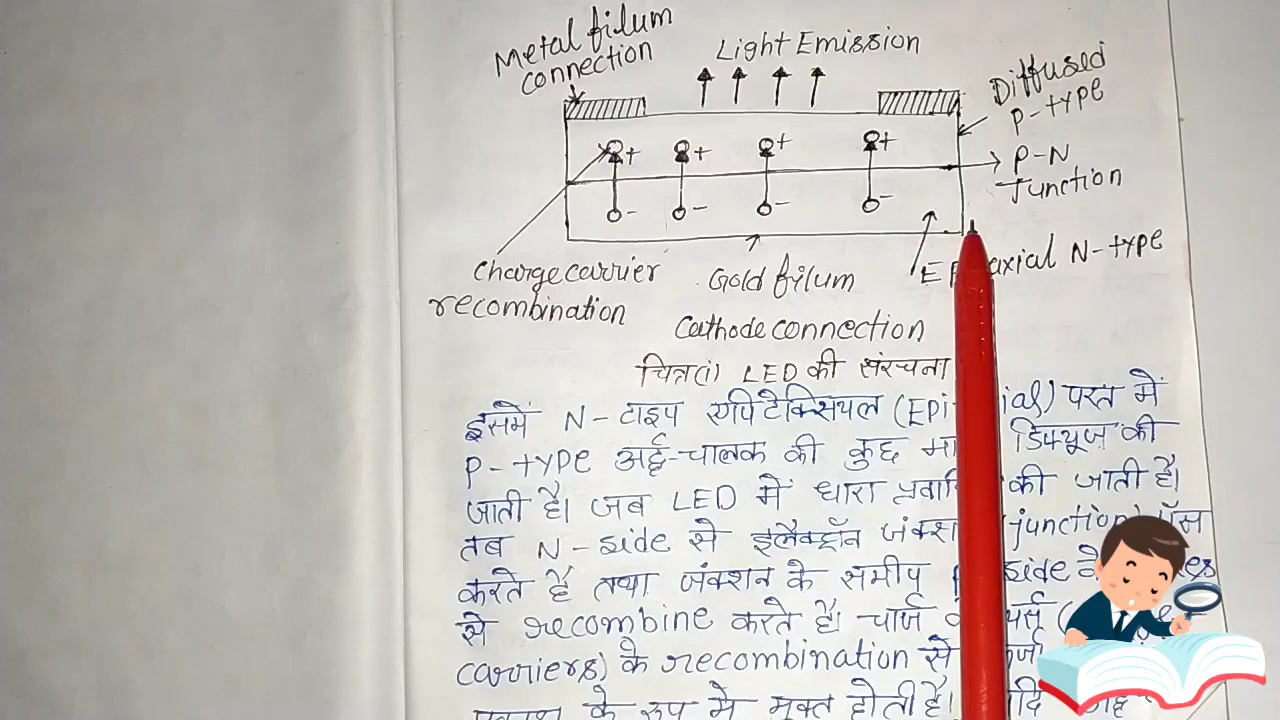 Metal filum
connection
Light Emission
Diffused
P-type
P-N
Junction
+ + + +
- - - -
Charge carrier
recombination
Gold filum
axial N-type
Cathode connection
चित्र(i) LED की संरचना
इसमें N-टाइप एपिटेक्सियल (EPi ial) परत में
P-type अर्द्ध-चालक की कुछ डिफ्यूज की
जाती है। जब LED में धारा की जाती है।
तब N-side से इलैक्ट्रॉन (junction) पॅास
करते है तथा जंक्शन के समीप side के
से recombine करते है। चार्ज
carriers) के recombination से
के रूप में मुक्त होती है।